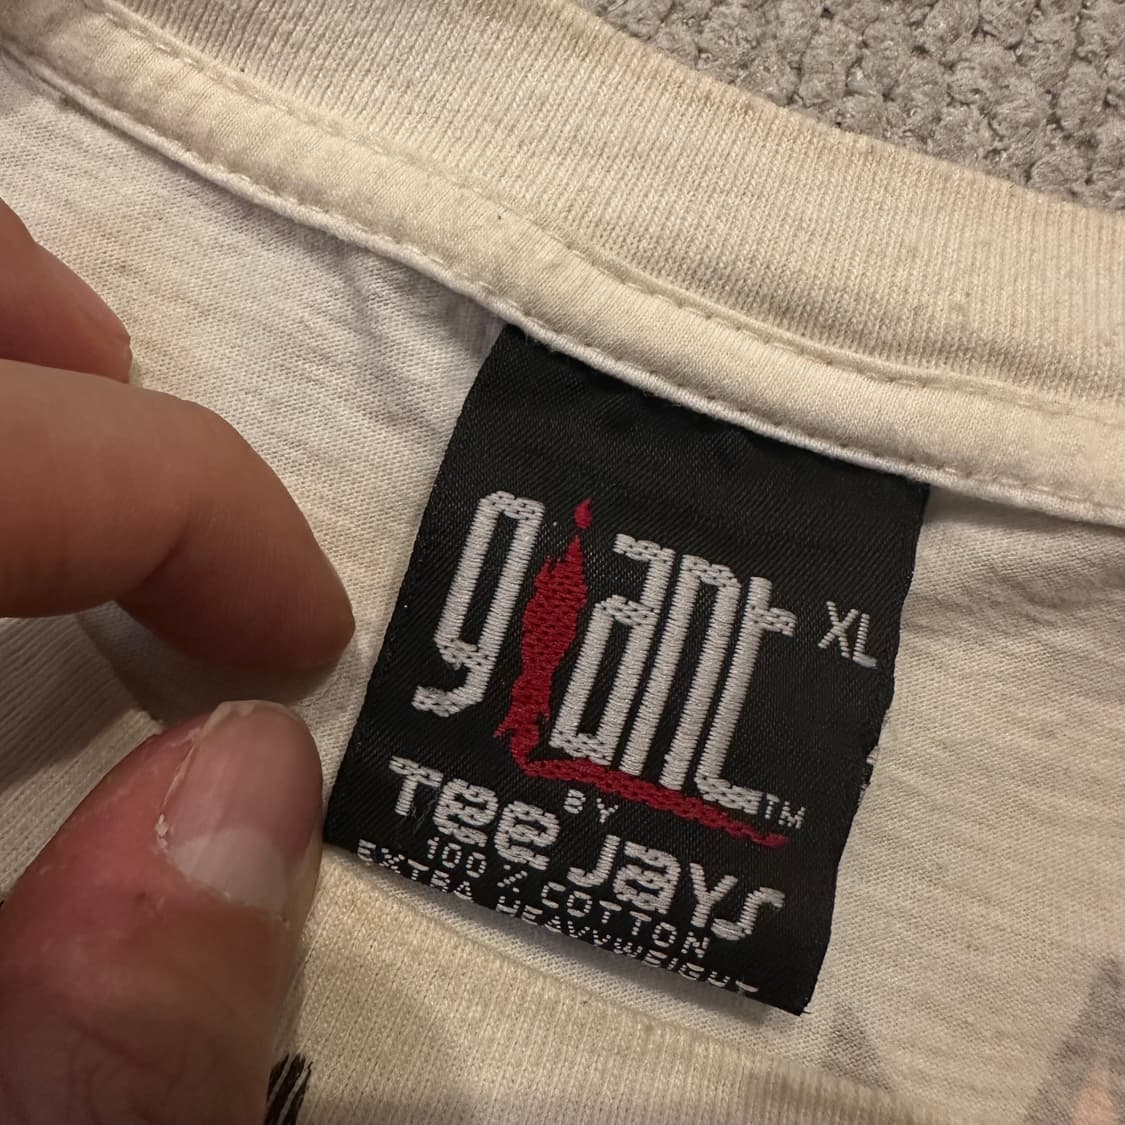 giant XL
TM
BY
Tee Jays
100% COTTON
EXTRA HEAVYWEIGHT